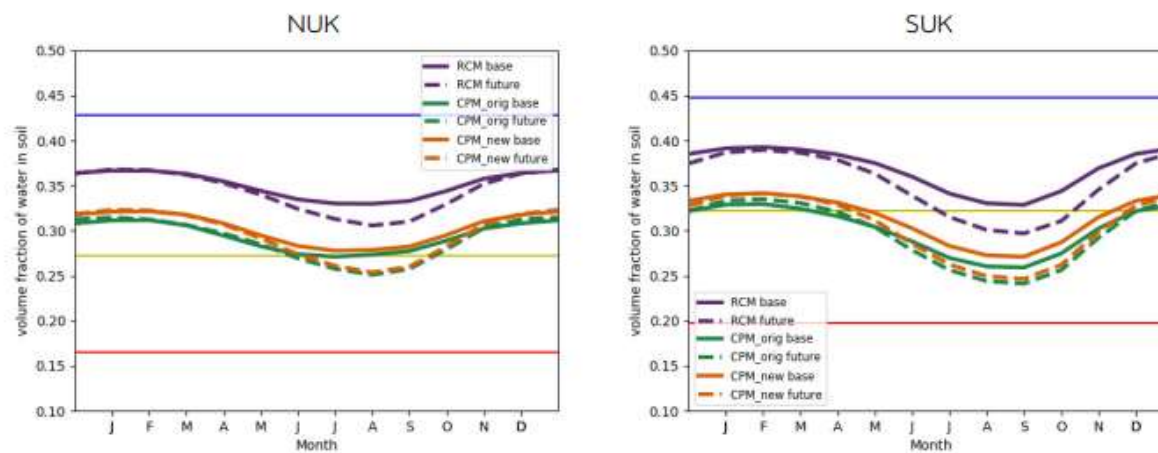 NUK
0.50
0.45
0.40
0.35
0.30
0.25
0.20
0.15
0.10
volume fraction of water in soil
RCM base
RCM future
CPM_orig base
CPM_orig future
CPM_new base
CPM_new future
J F M A M J J A S O N D
Month
SUK
0.50
0.45
0.40
0.35
0.30
0.25
0.20
0.15
0.10
volume fraction of water in soil
RCM base
RCM future
CPM_orig base
CPM_orig future
CPM_new base
CPM_new future
J F M A M J J A S O N D
Month